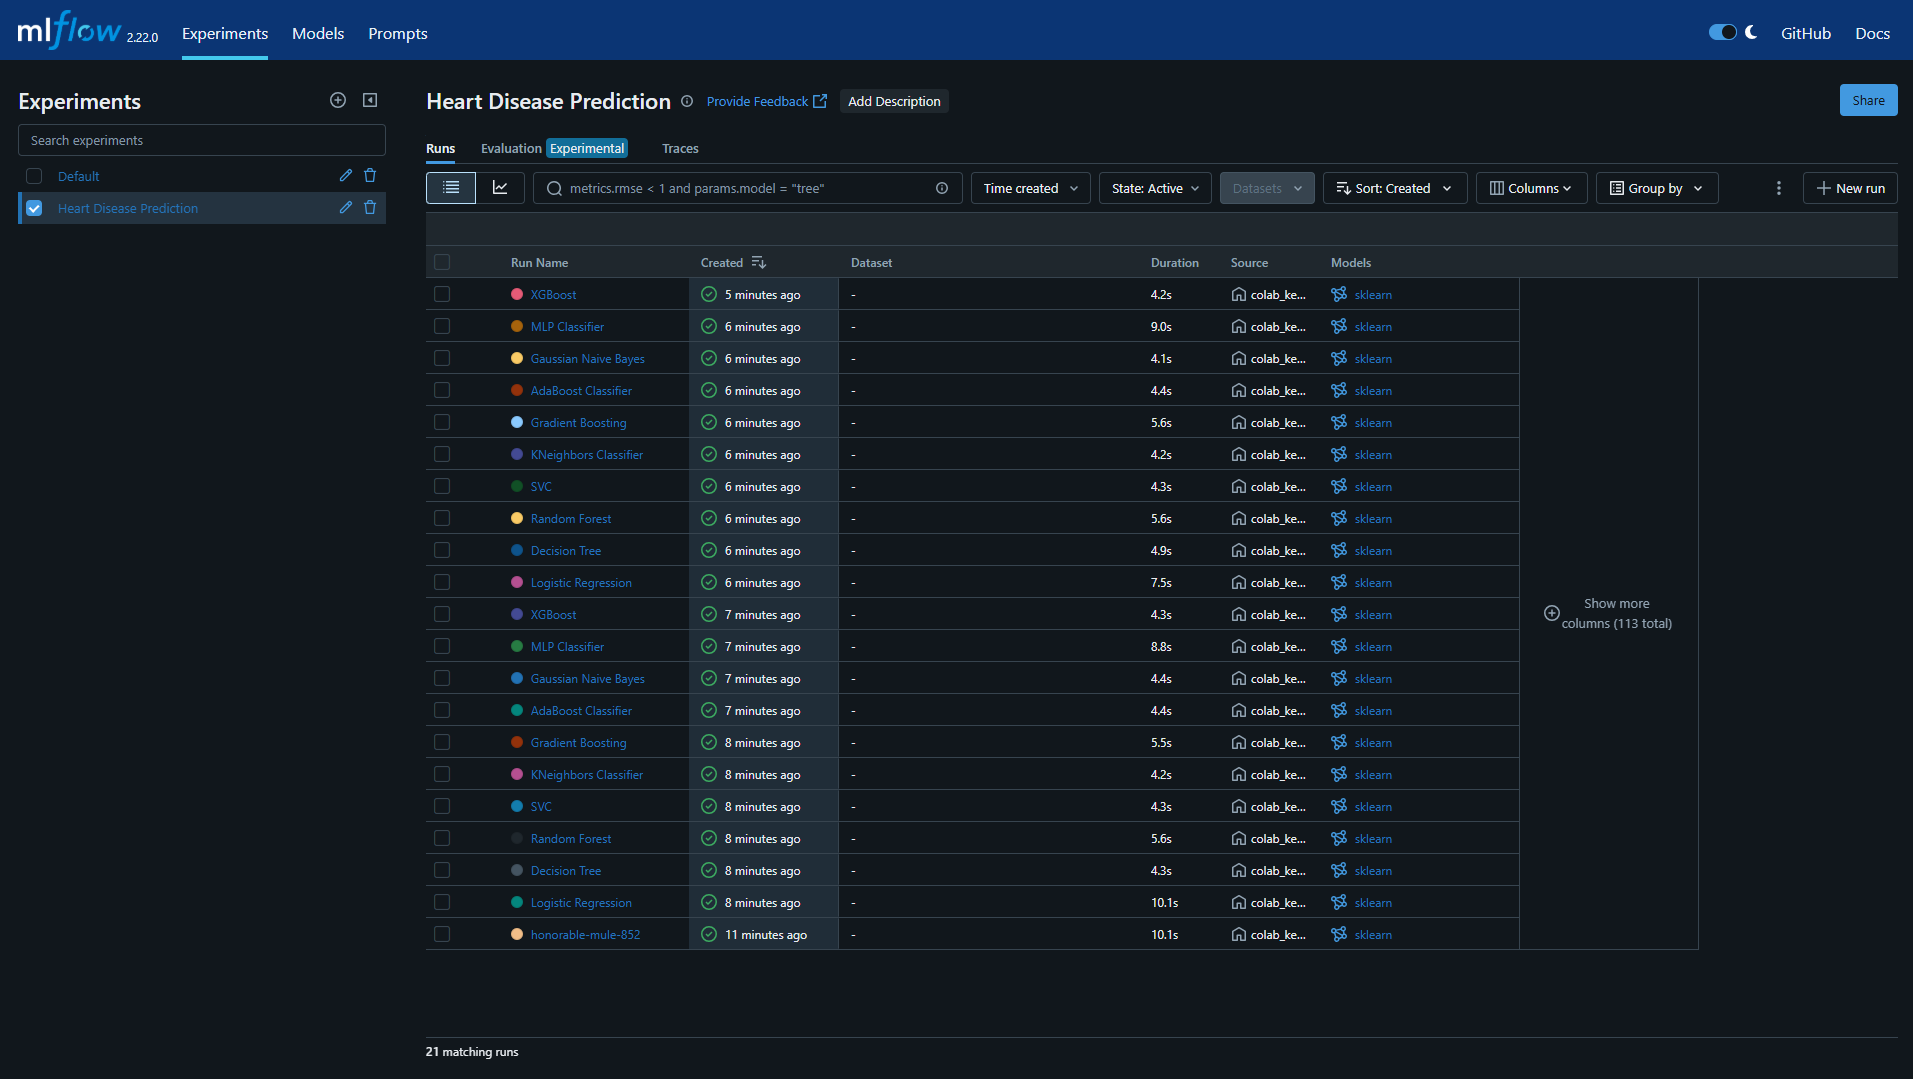 mlflow 2.22.0 Experiments Models Prompts GitHub Docs
Experiments
Search experiments
Default
Heart Disease Prediction
Heart Disease Prediction Provide Feedback Add Description Share
Runs Evaluation Experimental Traces
metrics.rmse < 1 and params.model = "tree" Time created State: Active Datasets Sort: Created Columns Group by New run
Run Name Created Dataset Duration Source Models
XGBoost 5 minutes ago - 4.2s colab_ke... sklearn
MLP Classifier 6 minutes ago - 9.0s colab_ke... sklearn
Gaussian Naive Bayes 6 minutes ago - 4.1s colab_ke... sklearn
AdaBoost Classifier 6 minutes ago - 4.4s colab_ke... sklearn
Gradient Boosting 6 minutes ago - 5.6s colab_ke... sklearn
KNeighbors Classifier 6 minutes ago - 4.2s colab_ke... sklearn
SVC 6 minutes ago - 4.3s colab_ke... sklearn
Random Forest 6 minutes ago - 5.6s colab_ke... sklearn
Decision Tree 6 minutes ago - 4.9s colab_ke... sklearn
Logistic Regression 6 minutes ago - 7.5s colab_ke... sklearn
XGBoost 7 minutes ago - 4.3s colab_ke... sklearn
MLP Classifier 7 minutes ago - 8.8s colab_ke... sklearn
Gaussian Naive Bayes 7 minutes ago - 4.4s colab_ke... sklearn
AdaBoost Classifier 7 minutes ago - 4.4s colab_ke... sklearn
Gradient Boosting 8 minutes ago - 5.5s colab_ke... sklearn
KNeighbors Classifier 8 minutes ago - 4.2s colab_ke... sklearn
SVC 8 minutes ago - 4.3s colab_ke... sklearn
Random Forest 8 minutes ago - 5.6s colab_ke... sklearn
Decision Tree 8 minutes ago - 4.3s colab_ke... sklearn
Logistic Regression 8 minutes ago - 10.1s colab_ke... sklearn
honorable-mule-852 11 minutes ago - 10.1s colab_ke... sklearn
Show more
columns (113 total)
21 matching runs